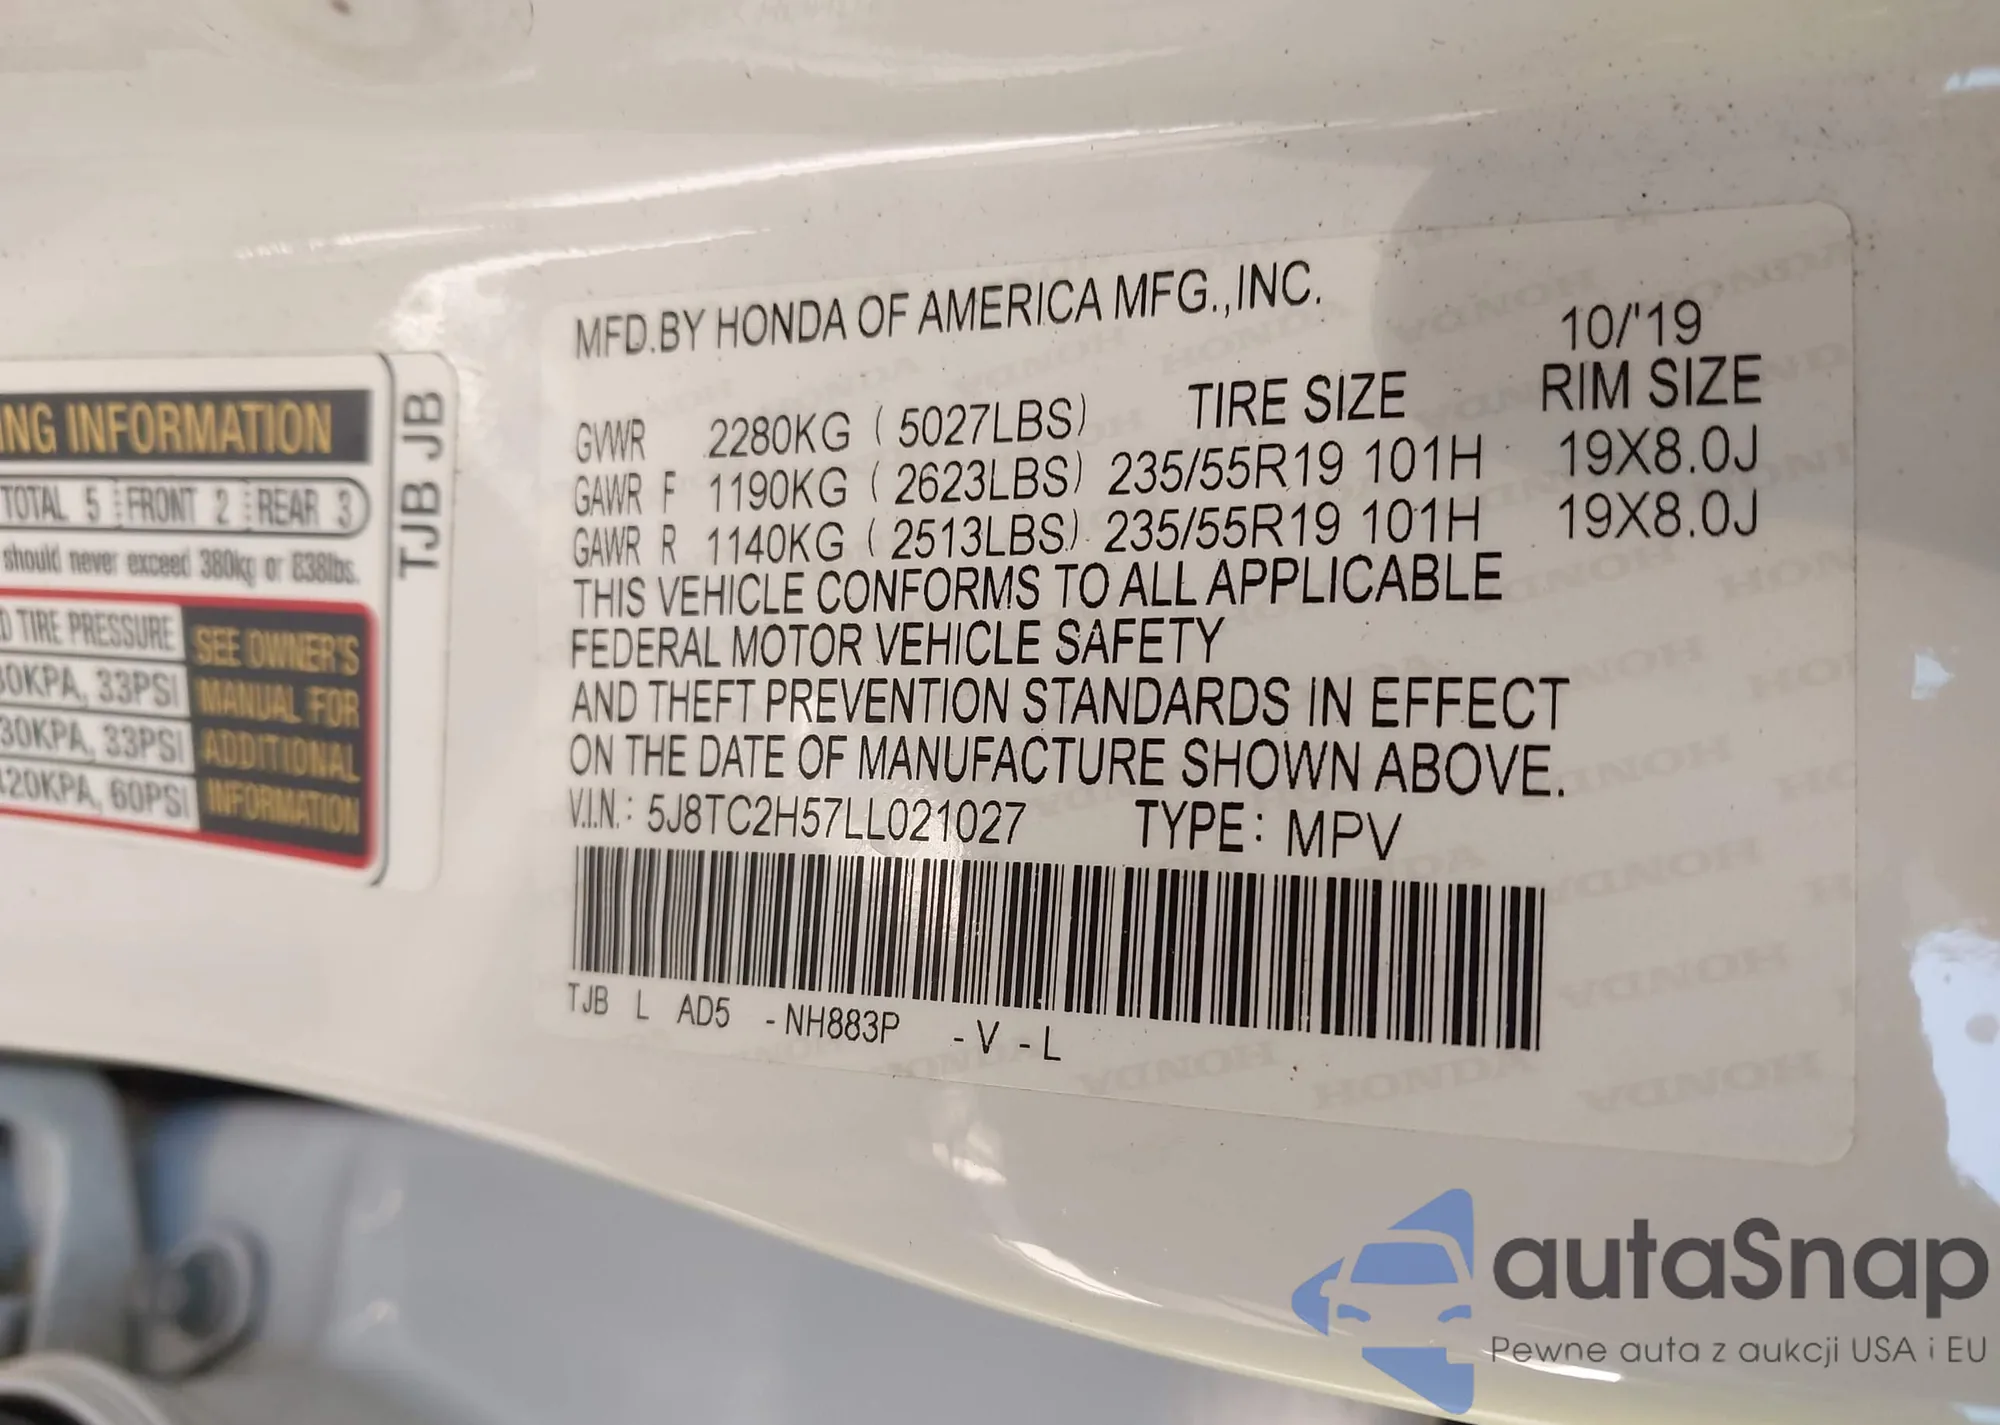 MFD.BY HONDA OF AMERICA MFG.,INC.
10/'19
GVWR 2280KG ( 5027LBS) TIRE SIZE RIM SIZE
GAWR F 1190KG ( 2623LBS) 235/55R19 101H 19X8.0J
GAWR R 1140KG ( 2513LBS) 235/55R19 101H 19X8.0J
THIS VEHICLE CONFORMS TO ALL APPLICABLE
FEDERAL MOTOR VEHICLE SAFETY
AND THEFT PREVENTION STANDARDS IN EFFECT
ON THE DATE OF MANUFACTURE SHOWN ABOVE.
V.I.N.: 5J8TC2H57LL021027 TYPE: MPV
TJB L AD5 -NH883P -V-L
INFORMATION
TOTAL 5 FRONT 2 REAR 3
should never exceed 380kg or 838lbs.
TIRE PRESSURE
33PSI
33PSI
60PSI
SEE OWNER'S
MANUAL FOR
ADDITIONAL
INFORMATION
TJB JB
autaSnap
Pewne auta z aukcji USA i EU